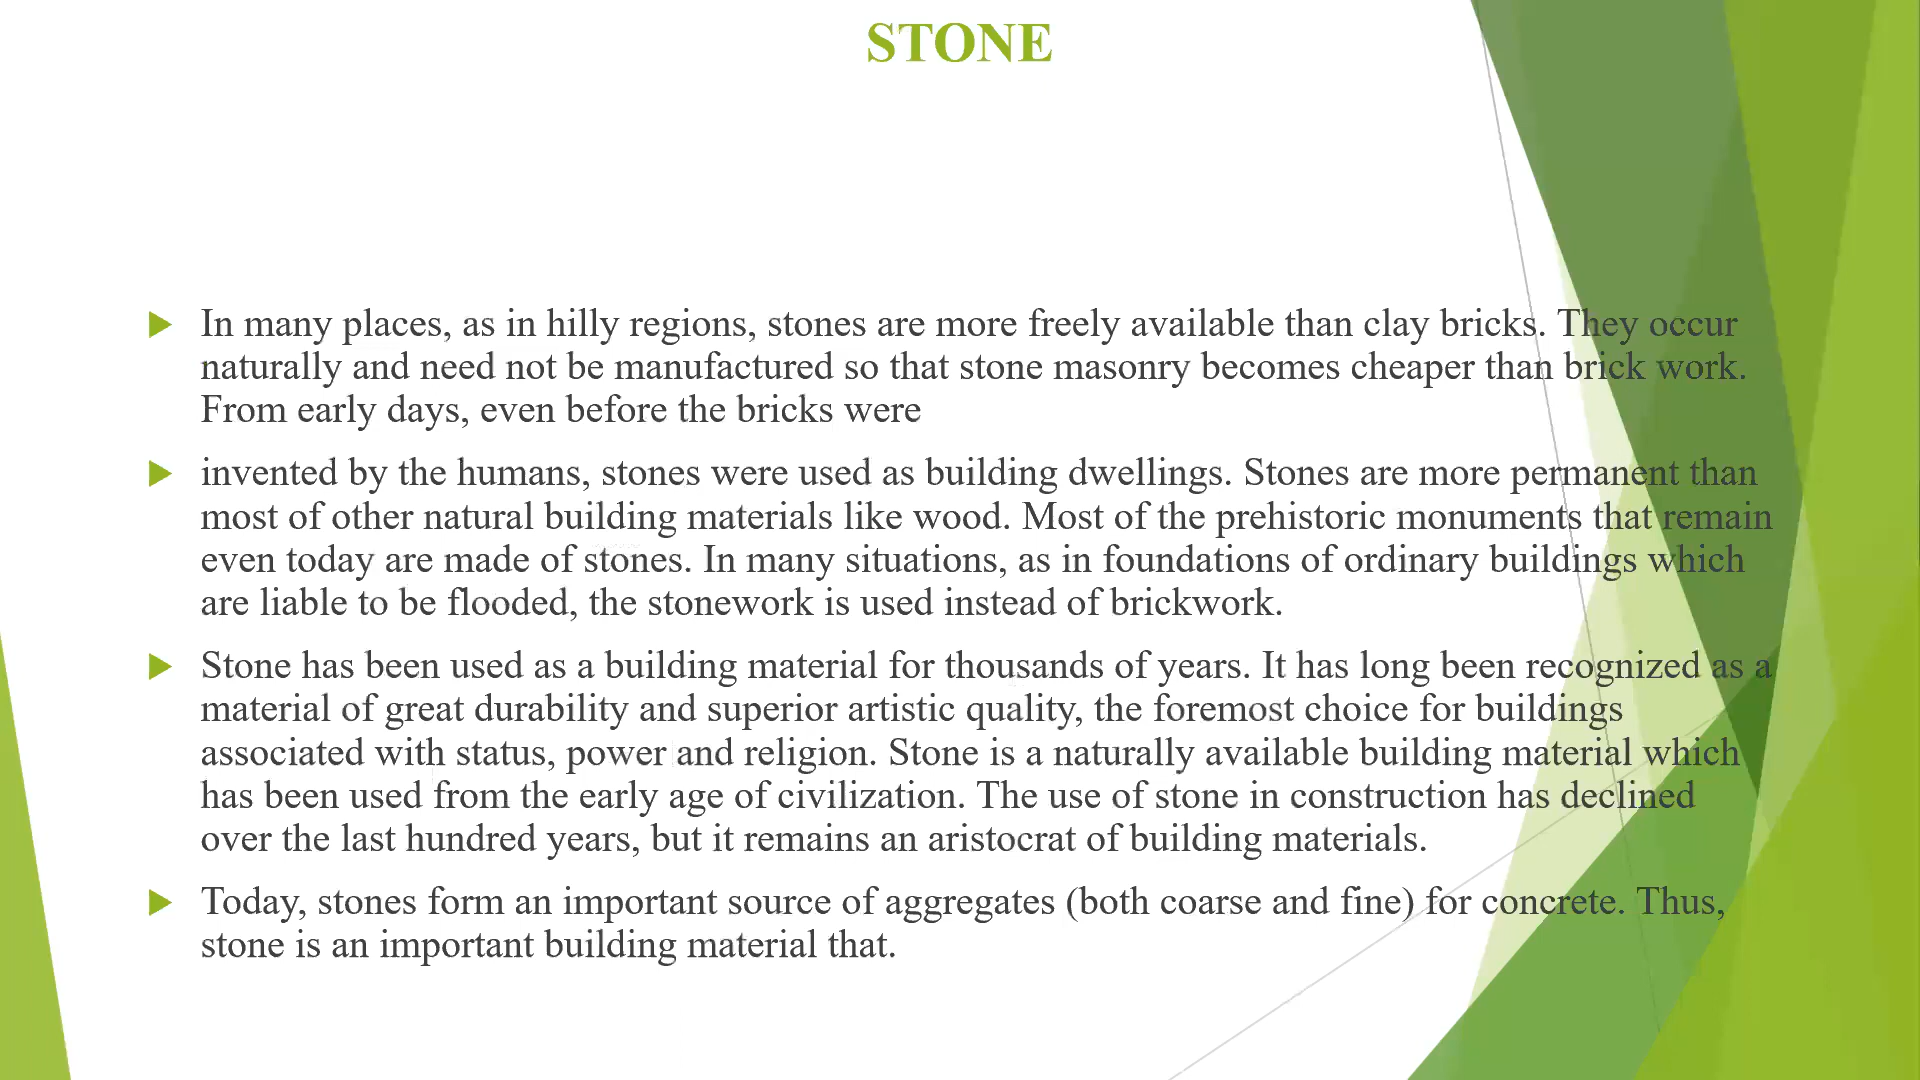 STONE
In many places, as in hilly regions, stones are more freely available than clay bricks. They occur
naturally and need not be manufactured so that stone masonry becomes cheaper than brick work.
From early days, even before the bricks were
invented by the humans, stones were used as building dwellings. Stones are more permanent than
most of other natural building materials like wood. Most of the prehistoric monuments that remain
even today are made of stones. In many situations, as in foundations of ordinary buildings which
are liable to be flooded, the stonework is used instead of brickwork.
Stone has been used as a building material for thousands of years. It has long been recognized as a
material of great durability and superior artistic quality, the foremost choice for buildings
associated with status, power and religion. Stone is a naturally available building material which
has been used from the early age of civilization. The use of stone in construction has declined
over the last hundred years, but it remains an aristocrat of building materials.
Today, stones form an important source of aggregates (both coarse and fine) for concrete. Thus,
stone is an important building material that.